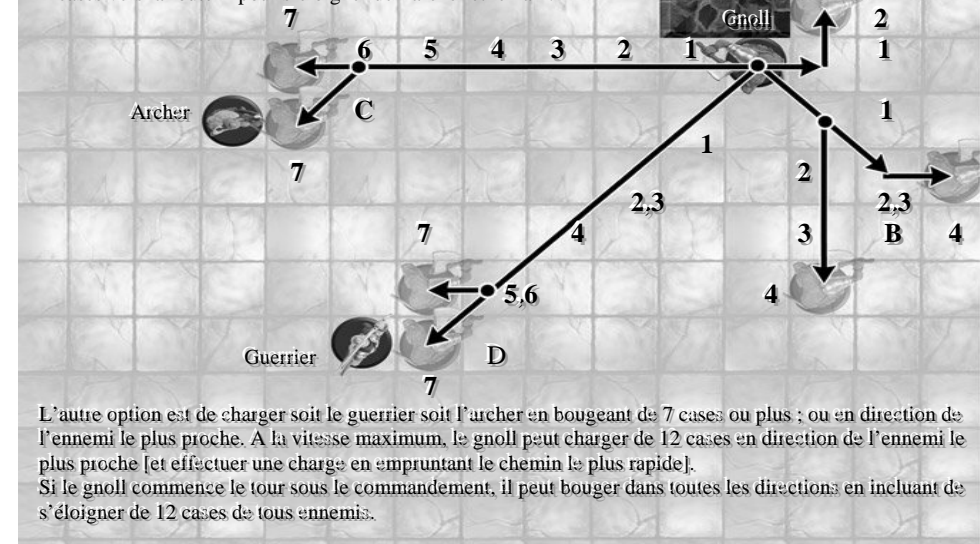 7
Gnoll
2
6 5 4 3 2 1 1
Archer
C
1
1
7
2
2,3
2,3
7
4
3
B
4
5,6
4
Guerrier
D
7
L'autre option est de charger soit le guerrier soit l'archer en bougeant de 7 cases ou plus ; ou en direction de
l'ennemi le plus proche. A la vitesse maximum, le gnoll peut charger de 12 cases en direction de l'ennemi le
plus proche [et effectuer une charge en empruntant le chemin le plus rapide].
Si le gnoll commence le tour sous le commandement, il peut bouger dans toutes les directions en incluant de
s'éloigner de 12 cases de tous ennemis.